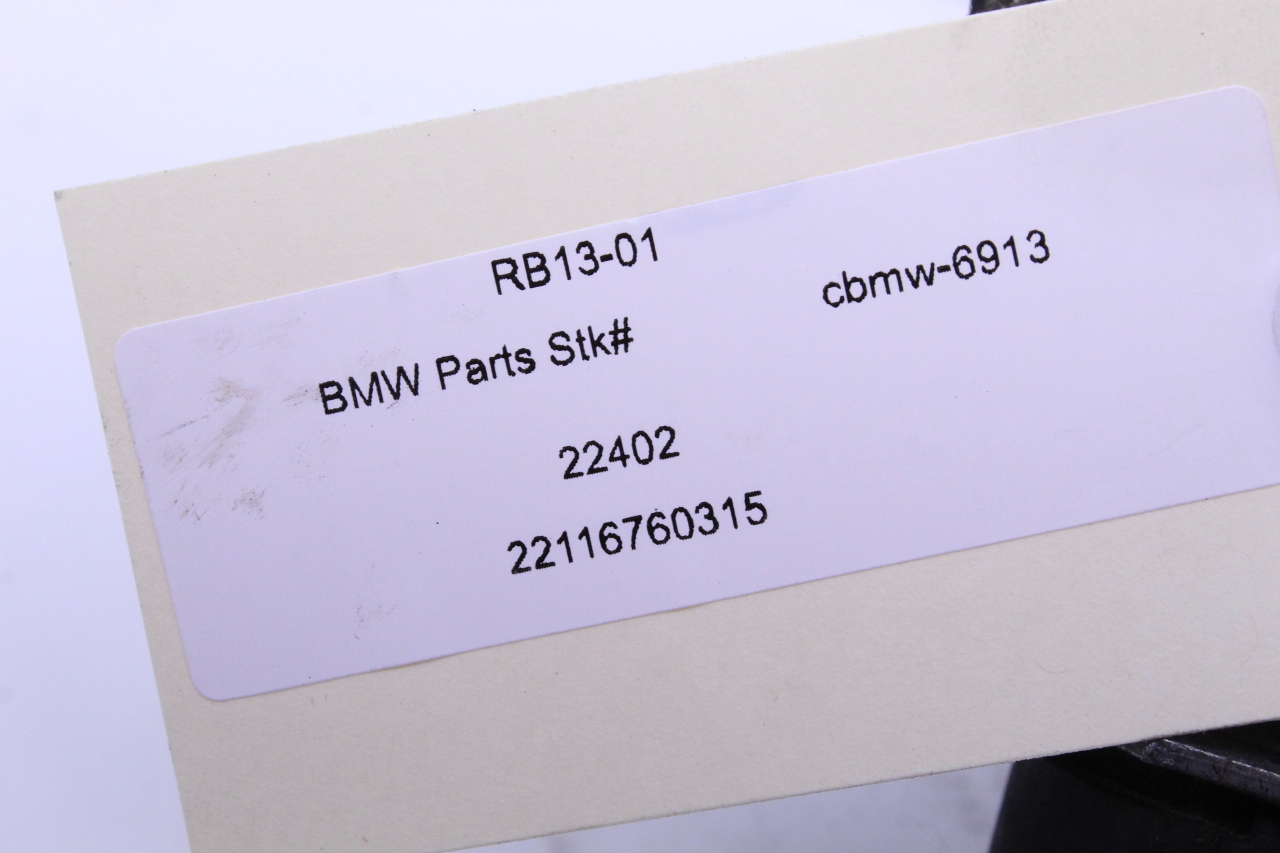 RB13-01
cbmw-6913
BMW Parts Stk#
22402
22116760315